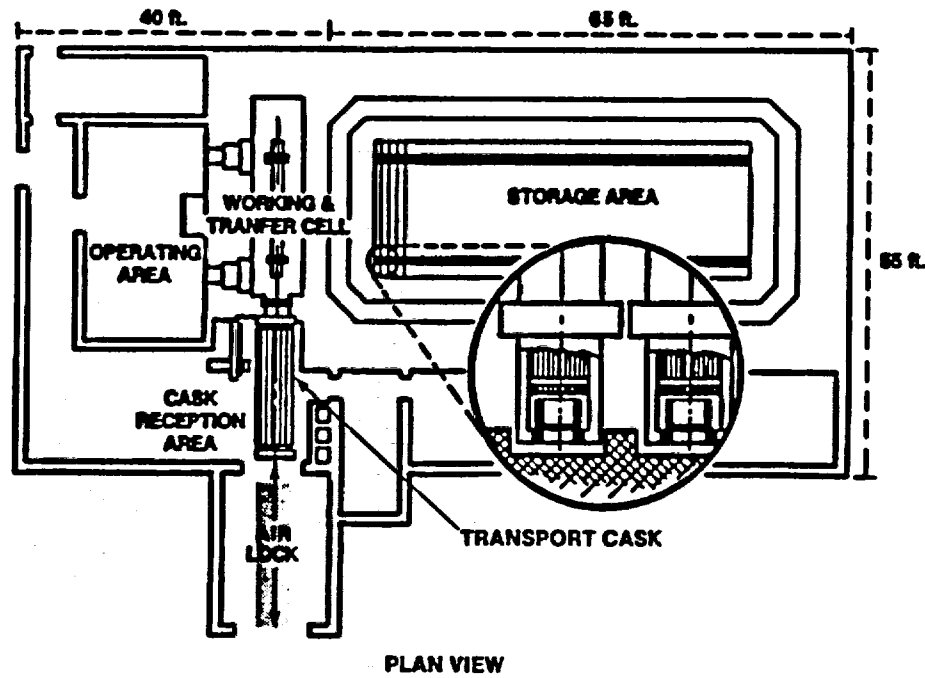 40 ft.
65 ft.
WORKING &
TRANFER CELL
STORAGE AREA
OPERATING
AREA
55 ft.
CASK
RECEPTION
AREA
AIR
LOCK
TRANSPORT CASK
PLAN VIEW